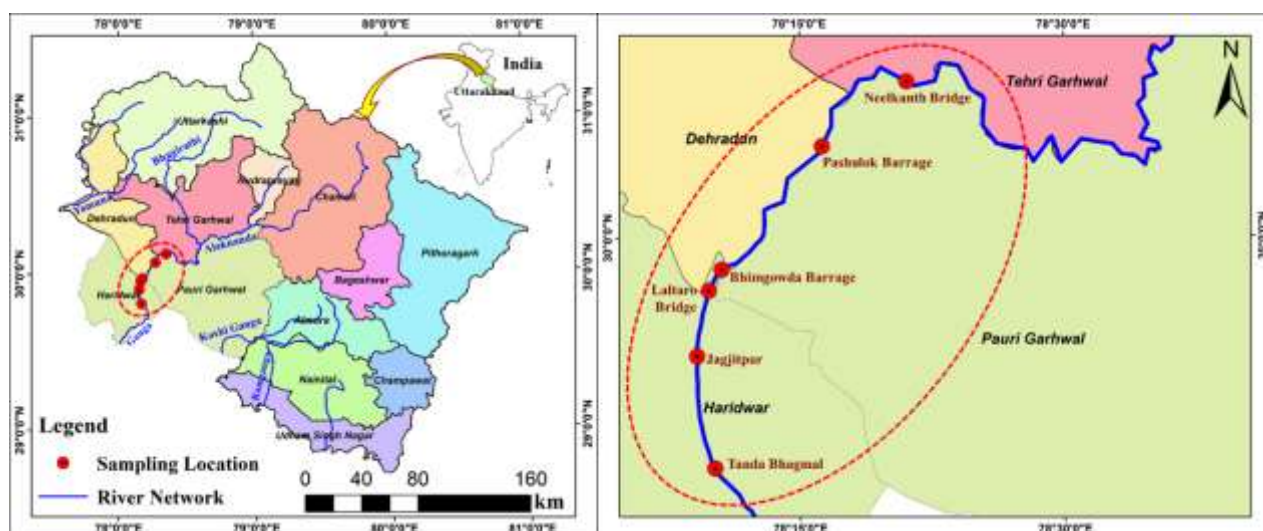 78°0'0"E
79°0'0"E
80°0'0"E
81°0'0"E
78°15'0"E
78°30'0"E
India
Uttarakhand
N
Tehri Garhwal
Neelkanth Bridge
31°0'0"N
31°0'0"N
Uttarkashi
Bhagirathi
Dehradun
Pashulok Barrage
Rudraprayag
Chamoli
Yamuna
Dehradun
Tehri Garhwal
Alaknanda
Pithoragarh
30°0'0"N
30°0'0"N
Bageshwar
Haridwar
Pauri Garhwal
Bhimgowda Barrage
Laltaro
Bridge
Ganga
Almora
Pauri Garhwal
Jagjitpur
Nainital
Champawat
Haridwar
29°0'0"N
29°0'0"N
Legend
Udham Singh Nagar
Sampling Location
River Network
0 40 80 160
km
Tanda Bhagmal
78°0'0"E
79°0'0"E
80°0'0"E
81°0'0"E
78°15'0"E
78°30'0"E